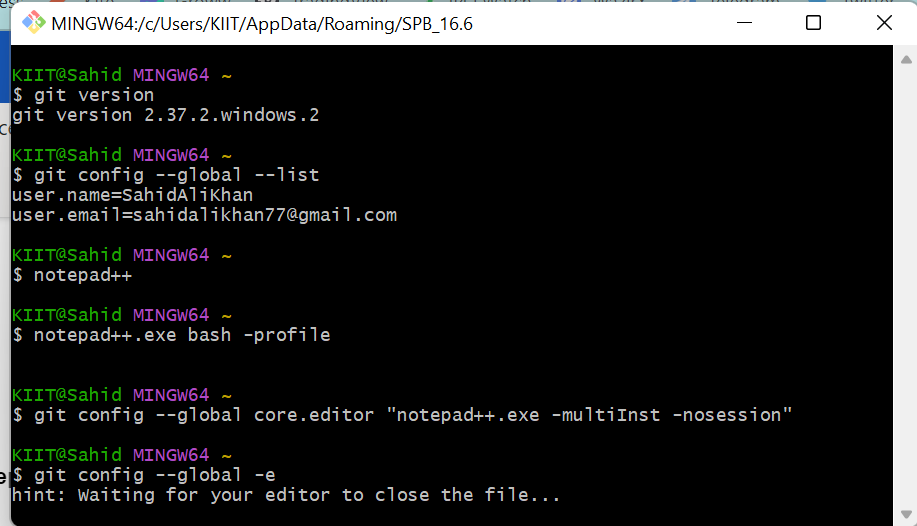 MINGW64:/c/Users/KIIT/AppData/Roaming/SPB_16.6
KIIT@Sahid MINGW64 ~
$ git version
git version 2.37.2.windows.2
KIIT@Sahid MINGW64 ~
$ git config --global --list
user.name=SahidAliKhan
user.email=sahidalikhan77@gmail.com
KIIT@Sahid MINGW64 ~
$ notepad++
KIIT@Sahid MINGW64 ~
$ notepad++.exe bash -profile
KIIT@Sahid MINGW64 ~
$ git config --global core.editor "notepad++.exe -multiInst -nosession"
KIIT@Sahid MINGW64 ~
$ git config --global -e
hint: Waiting for your editor to close the file...